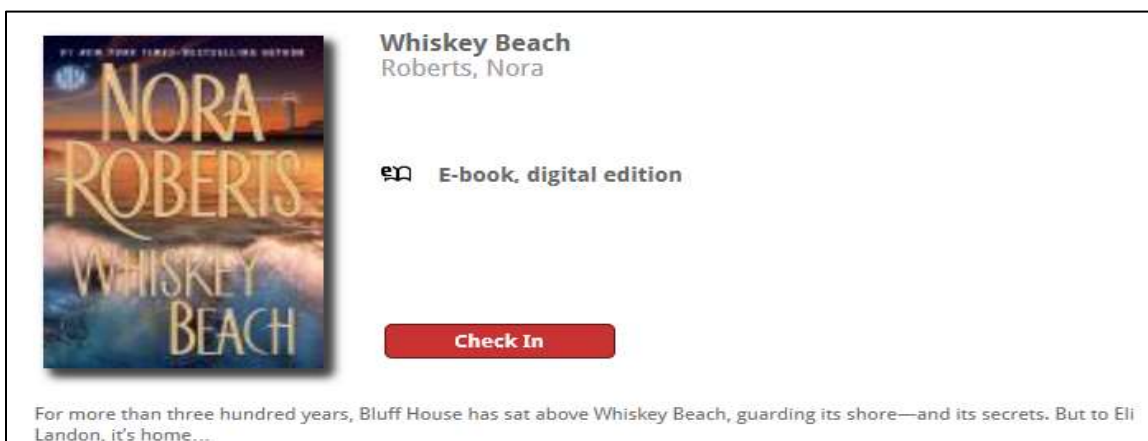 #1 NEW YORK TIMES–BESTSELLING AUTHOR
NORA
ROBERTS
WHISKEY
BEACH
Whiskey Beach
Roberts, Nora
E-book, digital edition
Check In
For more than three hundred years, Bluff House has sat above Whiskey Beach, guarding its shore—and its secrets. But to Eli
Landon, it's home…